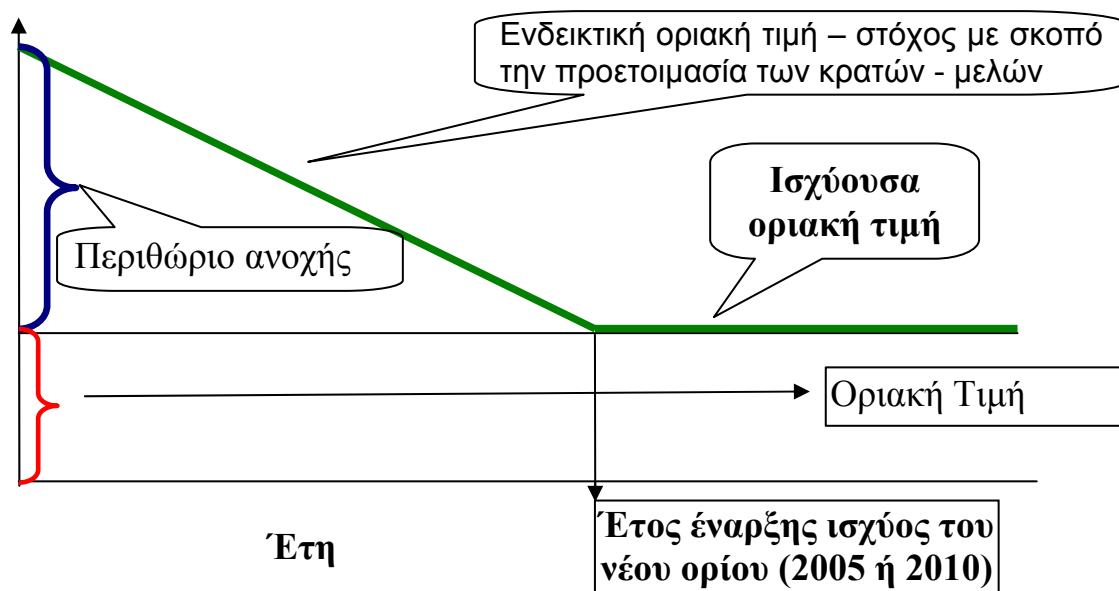 Ενδεικτική οριακή τιμή – στόχος με σκοπό
την προετοιμασία των κρατών - μελών
Ισχύουσα
οριακή τιμή
Περιθώριο ανοχής
Οριακή Τιμή
Έτη
Έτος έναρξης ισχύος του
νέου ορίου (2005 ή 2010)